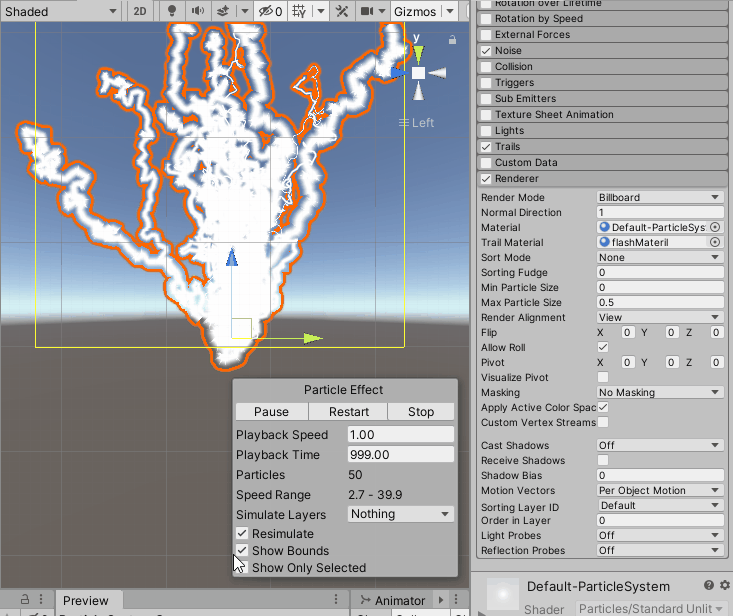 Shaded
2D
0
Gizmos
y
Left
Particle Effect
Pause
Restart
Stop
Playback Speed 1.00
Playback Time 999.00
Particles 50
Speed Range 2.7 - 39.9
Simulate Layers Nothing
Resimulate
Show Bounds
Show Only Selected
Preview
Animator
Rotation over Lifetime
Rotation by Speed
External Forces
Noise
Collision
Triggers
Sub Emitters
Texture Sheet Animation
Lights
Trails
Custom Data
Renderer
Render Mode Billboard
Normal Direction 1
Material Default-ParticleSys
Trail Material flashMateril
Sort Mode None
Sorting Fudge 0
Min Particle Size 0
Max Particle Size 0.5
Render Alignment View
Flip X 0 Y 0 Z 0
Allow Roll
Pivot X 0 Y 0 Z 0
Visualize Pivot
Masking No Masking
Apply Active Color Spac
Custom Vertex Streams
Cast Shadows Off
Receive Shadows
Shadow Bias 0
Motion Vectors Per Object Motion
Sorting Layer ID Default
Order in Layer 0
Light Probes Off
Reflection Probes Off
Default-ParticleSystem
Shader Particles/Standard Unlit